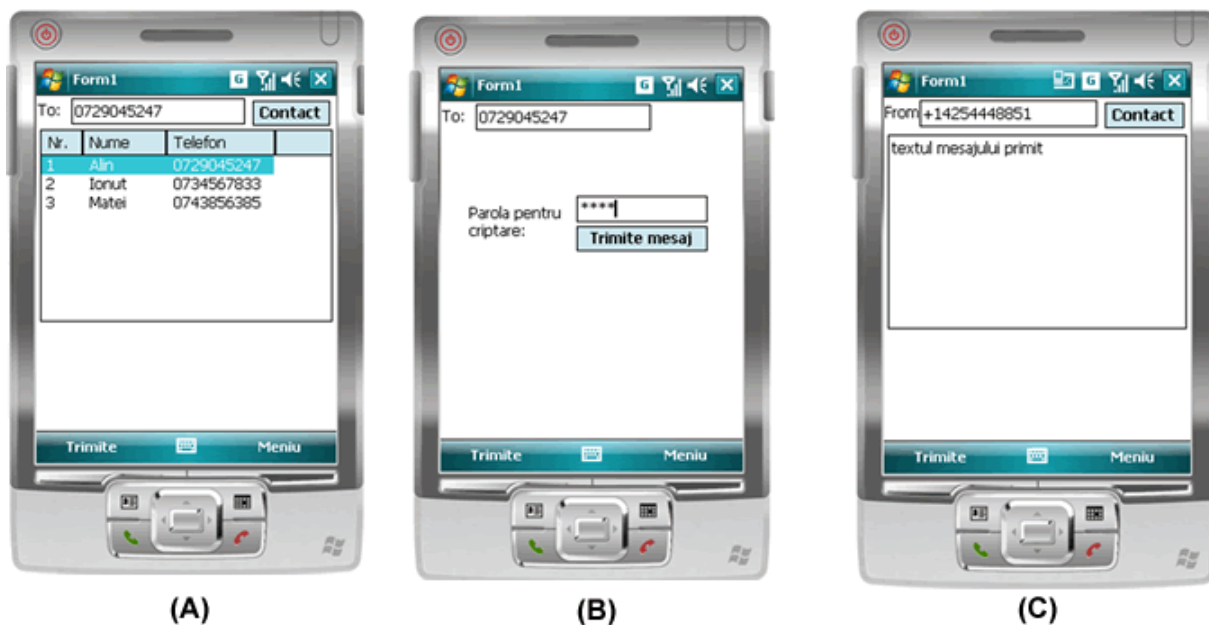 Form1
To: 0729045247 Contact
Nr. Nume Telefon
1 Alin 0729045247
2 Ionut 0734567833
3 Matei 0743856385
Trimite Meniu
(A)
Form1
To: 0729045247
Parola pentru
criptare:
****
Trimite mesaj
Trimite Meniu
(B)
Form1
From +14254448851 Contact
textul mesajului primit
Trimite Meniu
(C)